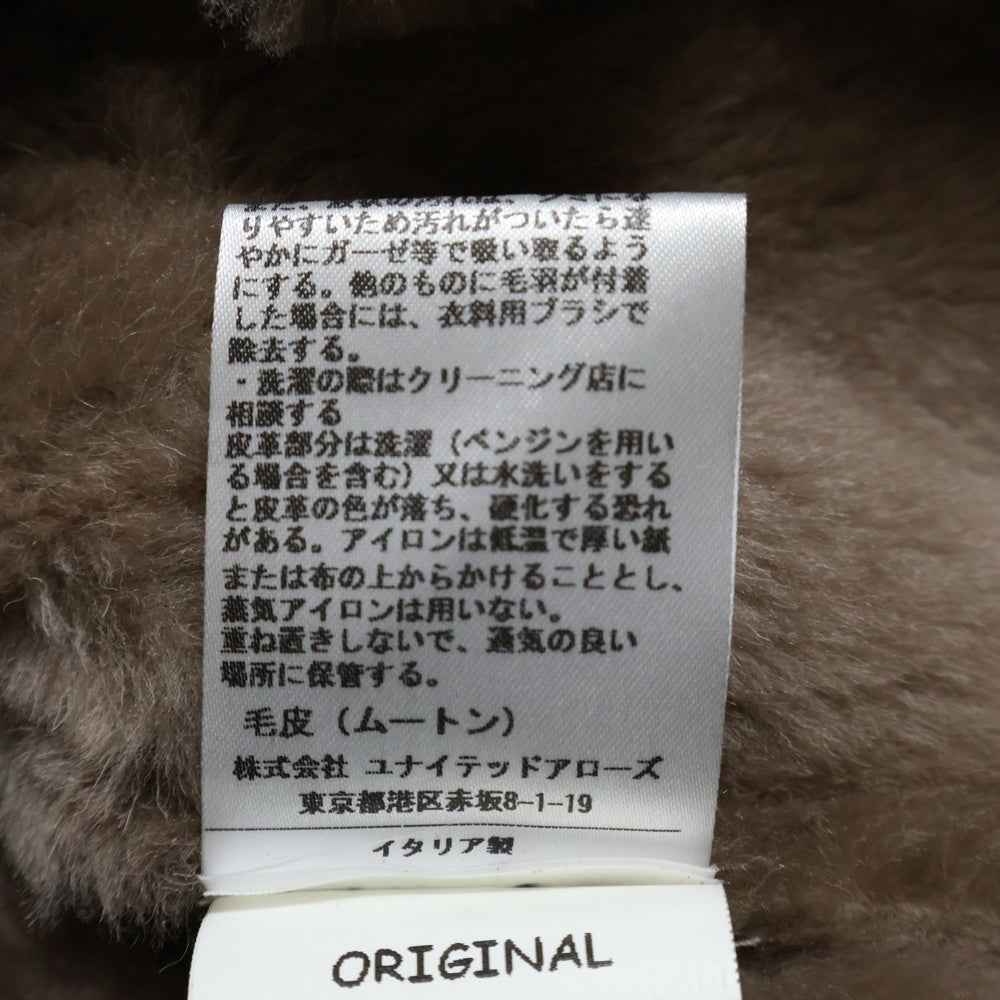 りやすいため汚れがついたら速
やかにガーゼ等で吸い取るよう
にする。他のものに毛羽が付着
した場合には、衣料用ブラシで
除去する。
・洗濯の際はクリーニング店に
相談する
皮革部分は洗濯（ベンジンを用い
る場合を含む）又は水洗いをする
と皮革の色が落ち、硬化する恐れ
がある。アイロンは低温で厚い紙
または布の上からかけることとし、
蒸気アイロンは用いない。
重ね置きしないで、通気の良い
場所に保管する。
毛皮（ムートン）
株式会社 ユナイテッドアローズ
東京都港区赤坂8-1-19
イタリア製
ORIGINAL